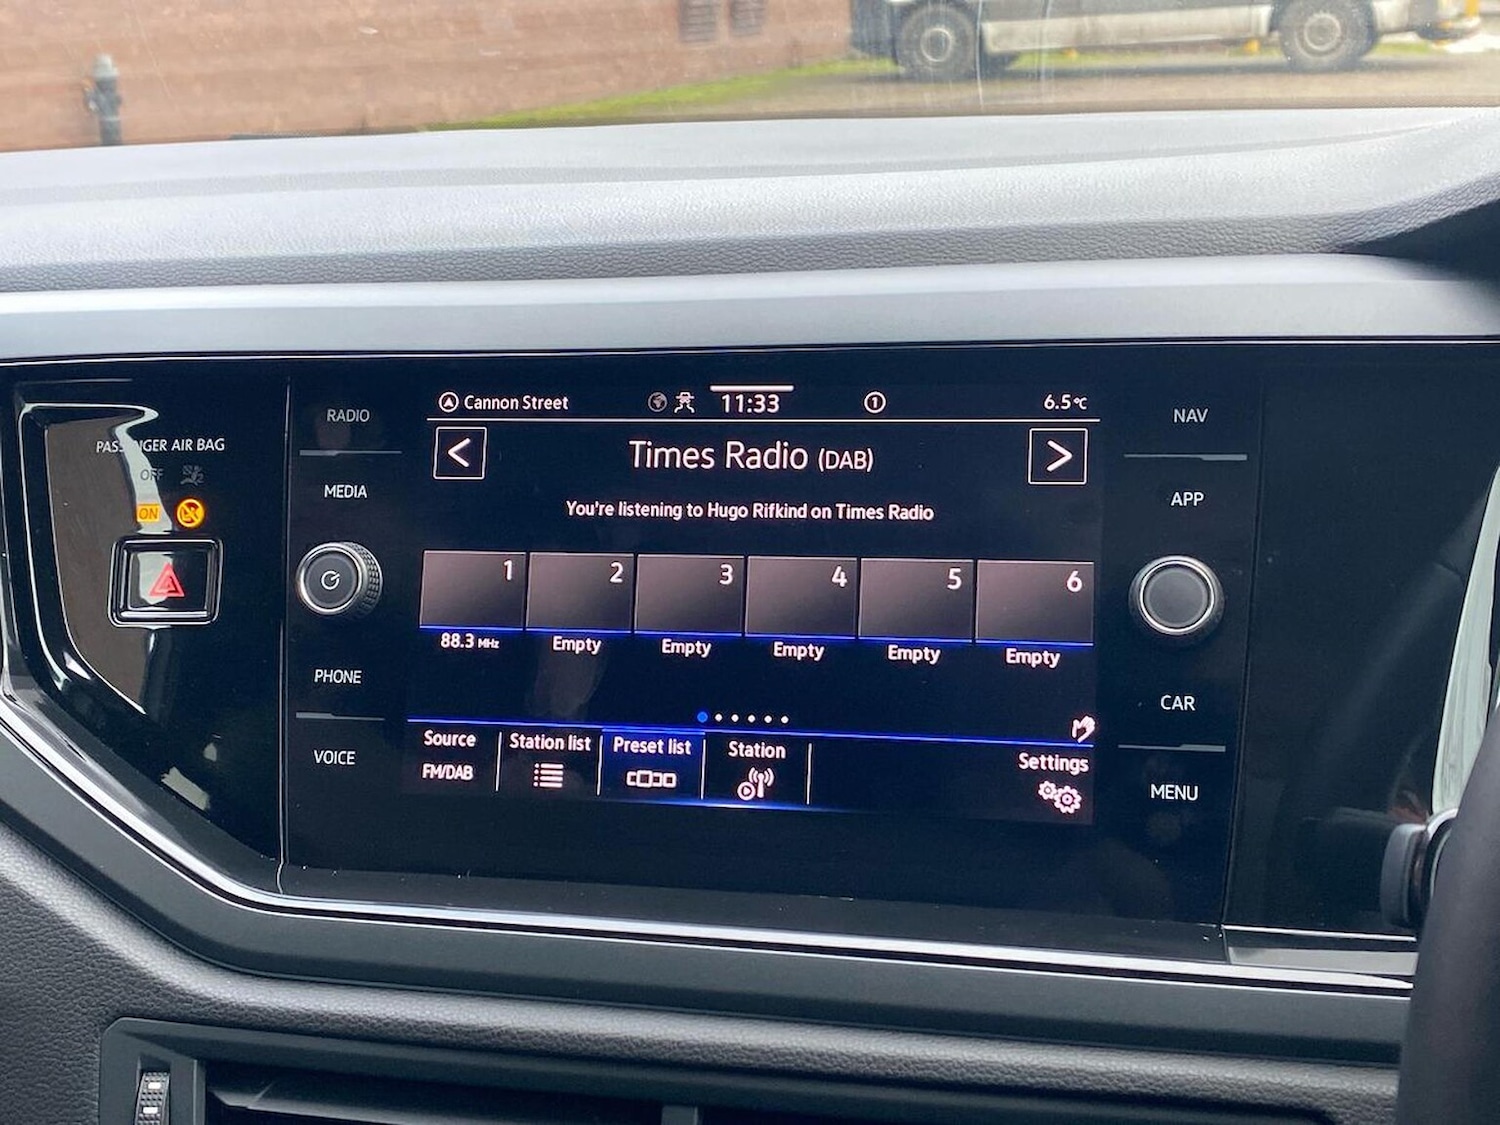 PASSENGER AIR BAG
OFF
ON
RADIO
MEDIA
PHONE
VOICE
Cannon Street
11:33
1
6.5°C
<
Times Radio (DAB)
>
You're listening to Hugo Rifkind on Times Radio
1
2
3
4
5
6
88.3 MHz
Empty
Empty
Empty
Empty
Empty
Source
FM/DAB
Station list
Preset list
Station
Settings
NAV
APP
CAR
MENU